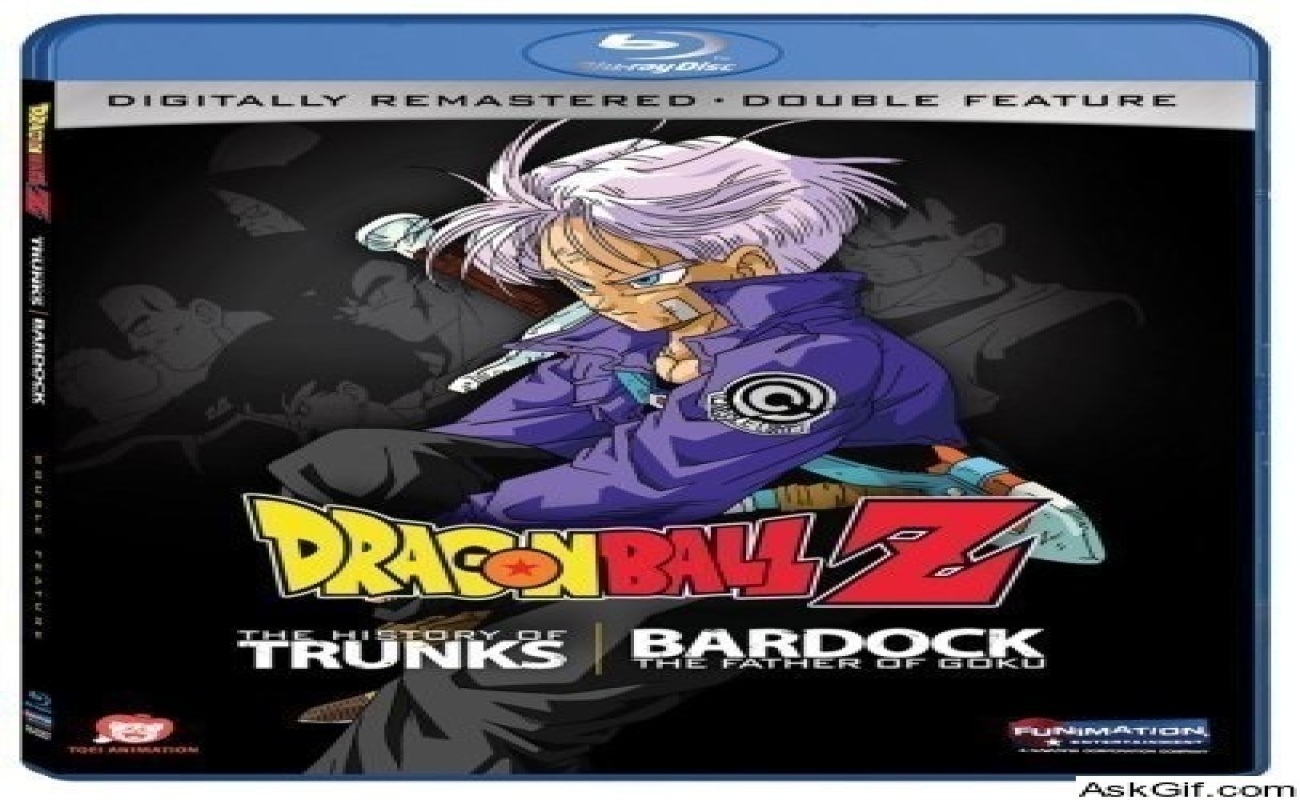 Blu-ray Disc
DIGITALLY REMASTERED · DOUBLE FEATURE
DRAGON BALL Z
TRUNKS | BARDOCK
DOUBLE FEATURE
DRAGON BALL Z
THE HISTORY OF
TRUNKS
BARDOCK
THE FATHER OF GOKU
TOEI ANIMATION
FUNIMATION
ENTERTAINMENT
AskGif.com